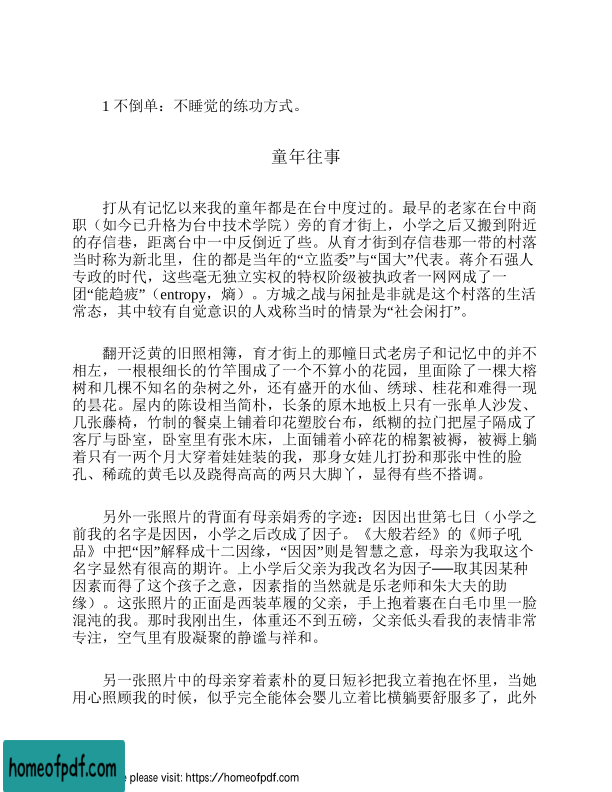 1 不倒单：不睡觉的练功方式。
童年往事
打从有记忆以来我的童年都是在台中度过的。最早的老家在台中商
职（如今已升格为台中技术学院）旁的育才街上，小学之后又搬到附近
的存信巷，距离台中一中反倒近了些。从育才街到存信巷那一带的村落
当时称为新北里，住的都是当年的“立监委”与“国大”代表。蒋介石强人
专政的时代，这些毫无独立实权的特权阶级被执政者一网网成了一
团“能趋疲”（entropy，熵）。方城之战与闲扯是非就是这个村落的生活
常态，其中较有自觉意识的人戏称当时的情景为“社会闲打”。
翻开泛黄的旧照相簿，育才街上的那幢日式老房子和记忆中的并不
相左，一根根细长的竹竿围成了一个不算小的花园，里面除了一棵大榕
树和几棵不知名的杂树之外，还有盛开的水仙、绣球、桂花和难得一现
的昙花。屋内的陈设相当简朴，长条的原木地板上只有一张单人沙发、
几张藤椅，竹制的餐桌上铺着印花塑胶台布，纸糊的拉门把屋子隔成了
客厅与卧室，卧室里有张木床，上面铺着小碎花的棉絮被褥，被褥上躺
着只有一两个月大穿着娃娃装的我，那身女娃儿打扮和那张中性的脸
孔、稀疏的黄毛以及跷得高高的两只大脚丫，显得有些不搭调。
另外一张照片的背面有母亲娟秀的字迹：因因出世第七日（小学之
前我的名字是因因，小学之后改成了因子。《大般若经》的《师子吼
品》中把“因”解释成十二因缘，“因因”则是智慧之意，母亲为我取这个
名字显然有很高的期许。上小学后父亲为我改名为因子──取其因某种
因素而得了这个孩子之意，因素指的当然就是乐老师和朱大夫的助
缘）。这张照片的正面是西装革履的父亲，手上抱着裹在白毛巾里一脸
混沌的我。那时我刚出生，体重还不到五磅，父亲低头看我的表情非常
专注，空气里有股凝聚的静谧与祥和。
另一张照片中的母亲穿着素朴的夏日短衫把我立着抱在怀里，当她
用心照顾我的时候，似乎完全能体会婴儿立着比横躺要舒服多了，此外
homeofpdf.com
e please visit: https://homeofpdf.com